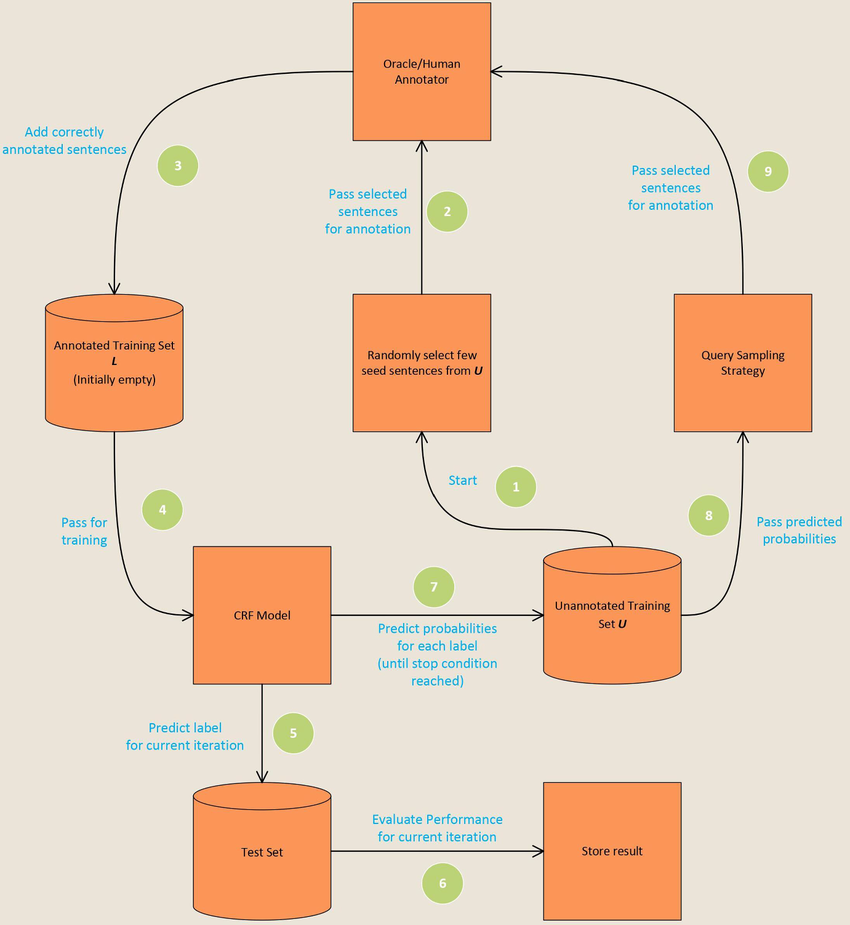 Oracle/Human
Annotator
Add correctly
annotated sentences
3
Pass selected
sentences
for annotation
2
Pass selected
sentences
for annotation
9
Annotated Training Set
L
(Initially empty)
Randomly select few
seed sentences from U
Query Sampling
Strategy
Start
1
4
Pass for
training
8
Pass predicted
probabilities
CRF Model
7
Predict probabilities
for each label
(until stop condition
reached)
Unannotated Training
Set U
Predict label
for current iteration
5
Test Set
Evaluate Performance
for current iteration
6
Store result